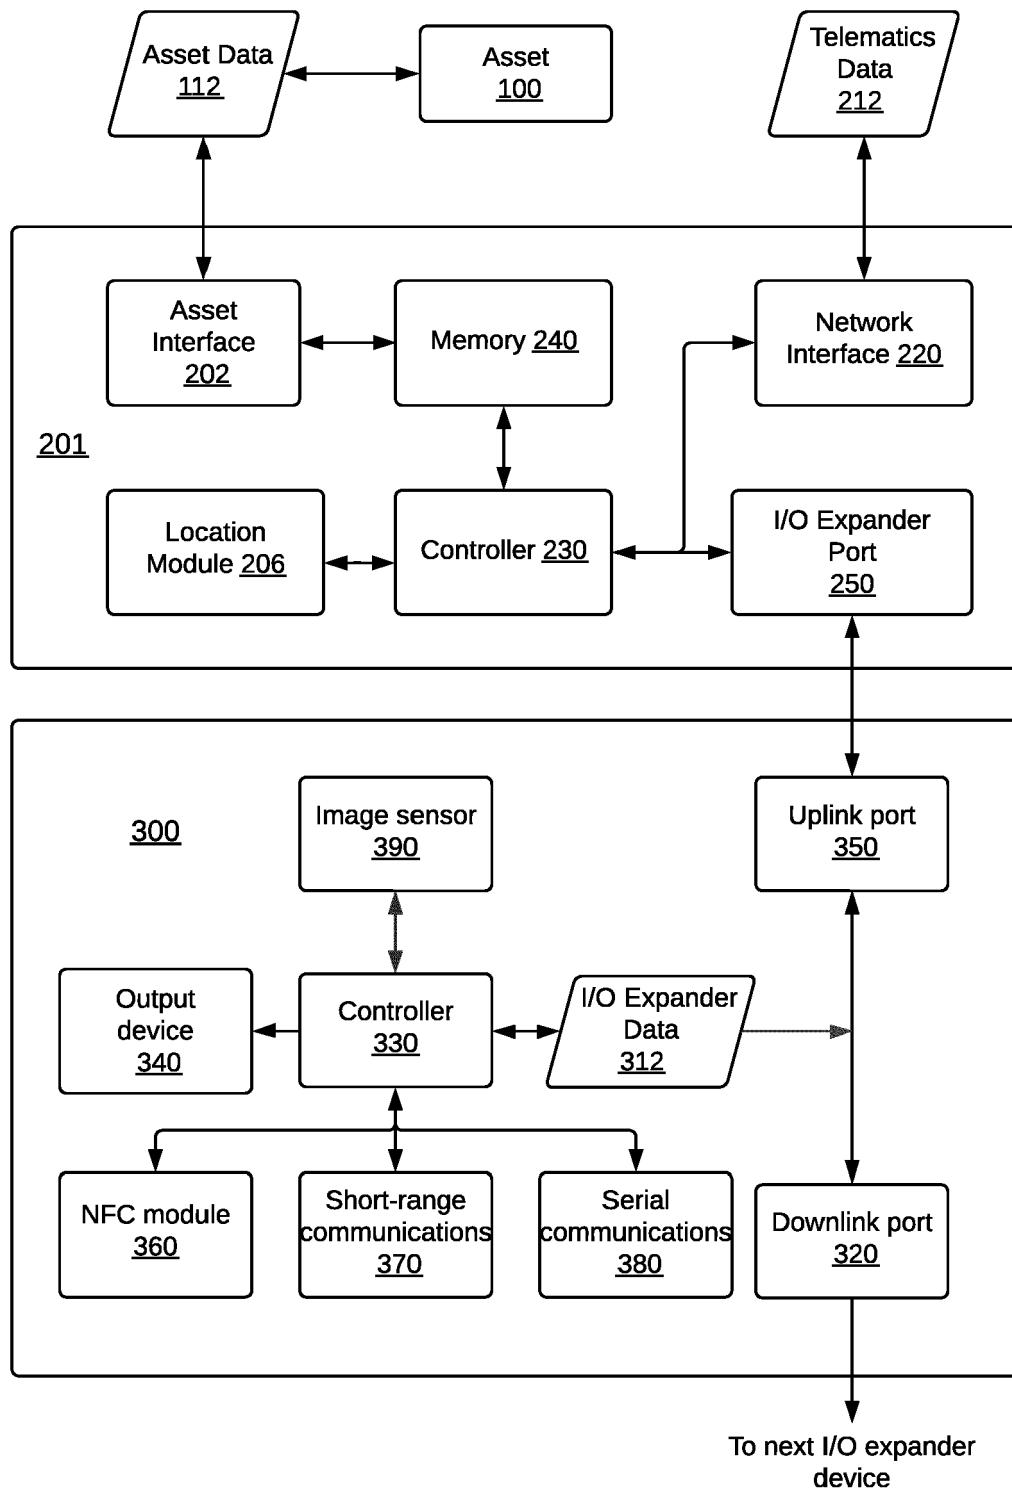 Asset Data
112
Asset
100
Telematics
Data
212
Asset
Interface
202
Memory 240
Network
Interface 220
201
Location
Module 206
Controller 230
I/O Expander
Port
250
300
Image sensor
390
Uplink port
350
Output
device
340
Controller
330
I/O Expander
Data
312
NFC module
360
Short-range
communications
370
Serial
communications
380
Downlink port
320
To next I/O expander
device